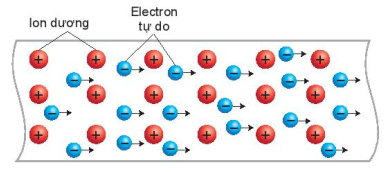 Ion dương
Electron
tự do